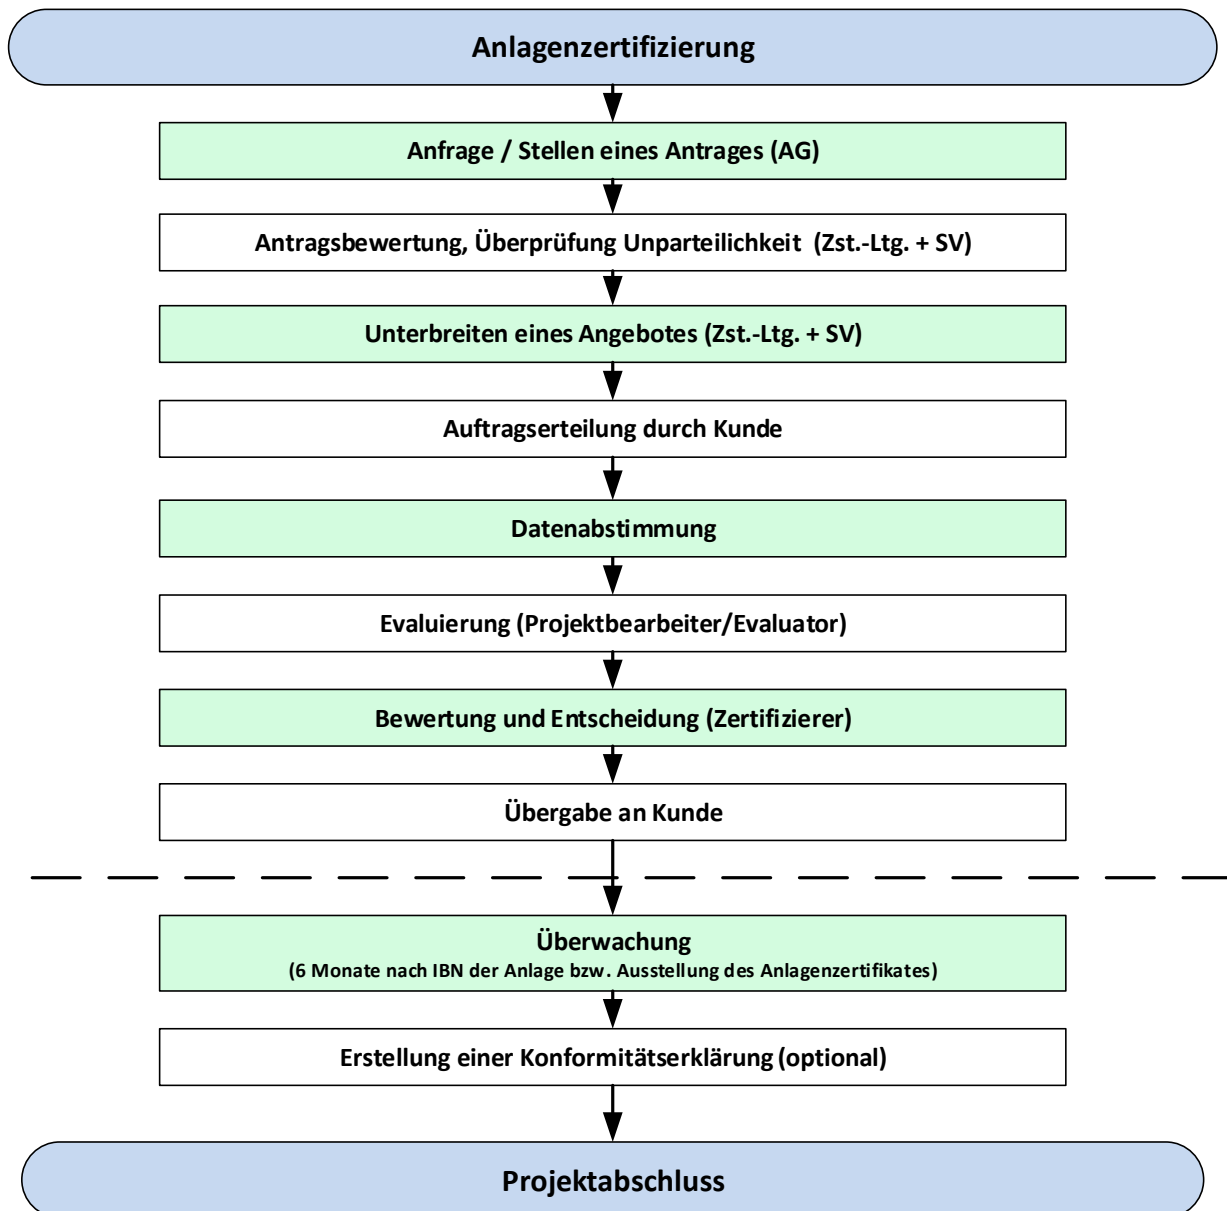 Anlagenzertifizierung
Anfrage / Stellen eines Antrages (AG)
Antragsbewertung, Überprüfung Unparteilichkeit (Zst.-Ltg. + SV)
Unterbreiten eines Angebotes (Zst.-Ltg. + SV)
Auftragserteilung durch Kunde
Datenabstimmung
Evaluierung (Projektbearbeiter/Evaluator)
Bewertung und Entscheidung (Zertifizierer)
Übergabe an Kunde
Überwachung
(6 Monate nach IBN der Anlage bzw. Ausstellung des Anlagenzertifikates)
Erstellung einer Konformitätserklärung (optional)
Projektabschluss